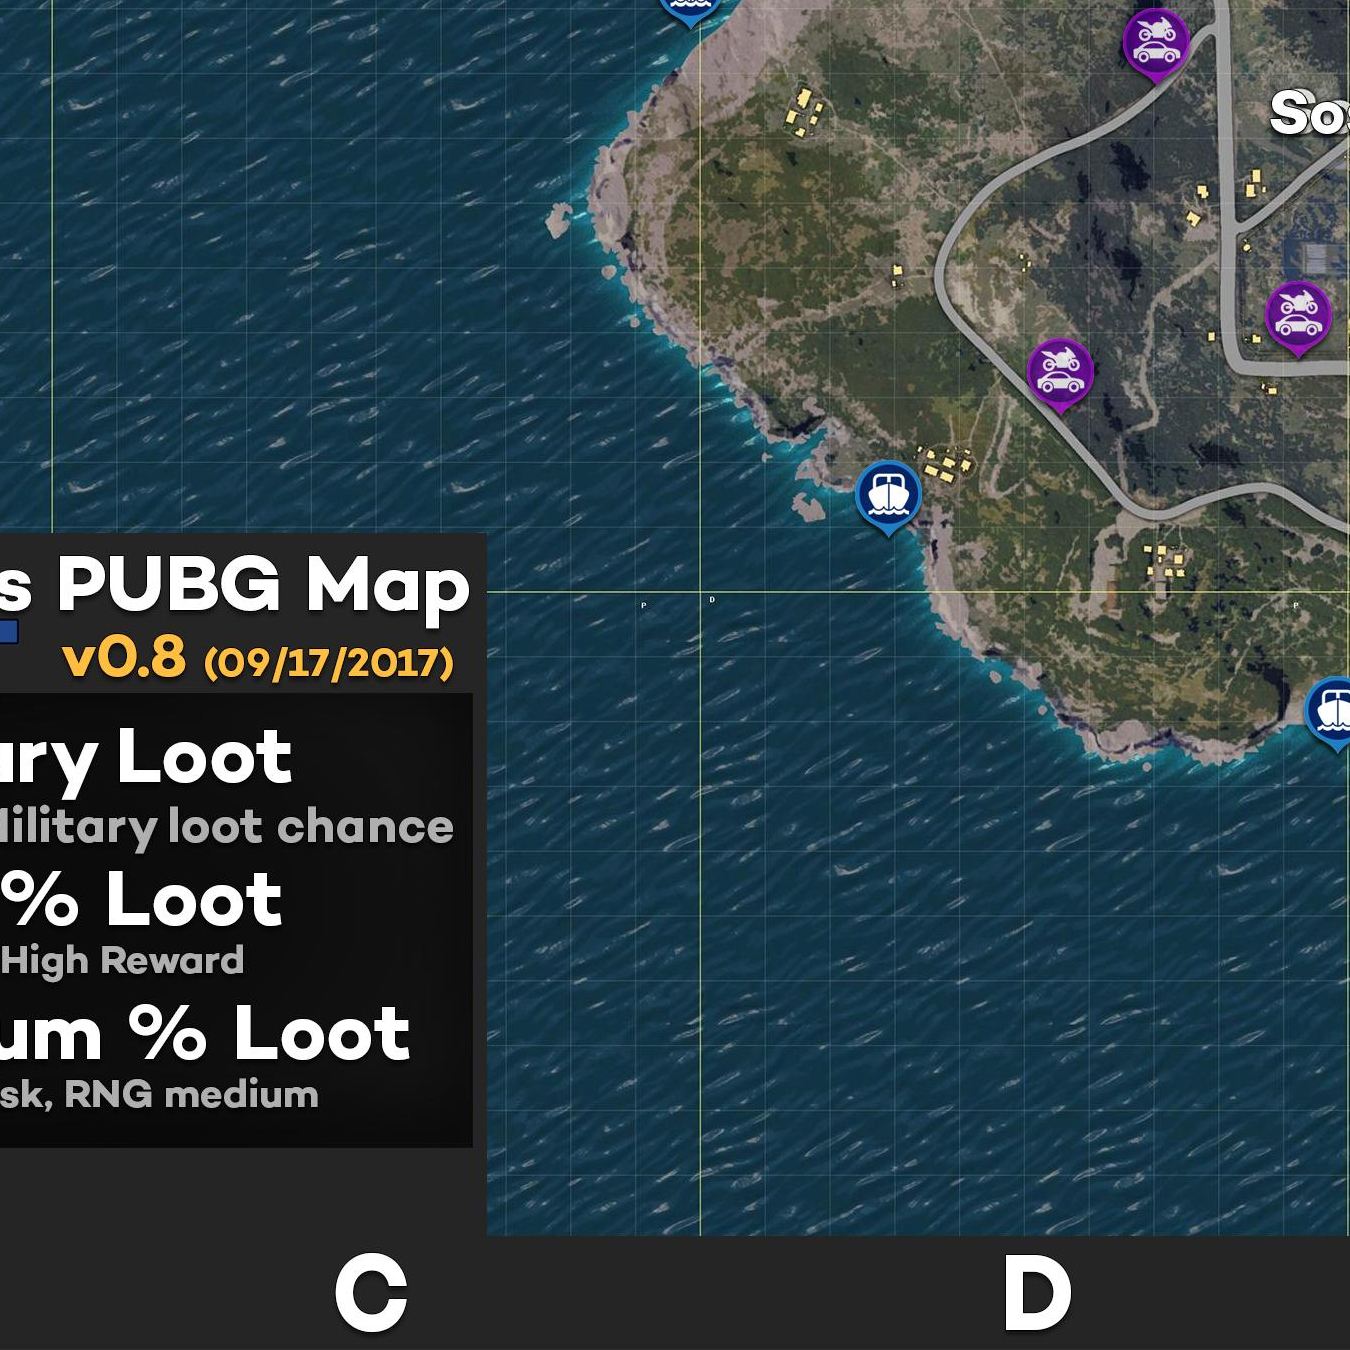 So
s PUBG Map
v0.8 (09/17/2017)
P
D
P
ary Loot
Military loot chance
% Loot
High Reward
um % Loot
sk, RNG medium
C
D